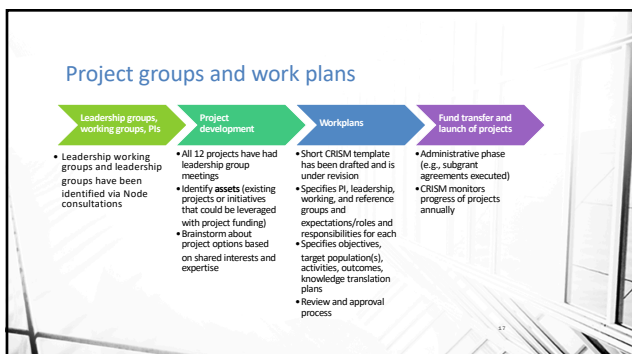 Project groups and work plans
Leadership groups,
working groups, PIs
• Leadership working
groups and leadership
groups have been
identified via Node
consultations
Project
development
•All 12 projects have had
leadership group
meetings
•Identify assets (existing
projects or initiatives
that could be leveraged
with project funding)
•Brainstorm about
project options based
on shared interests and
expertise
Workplans
•Short CRISM template
has been drafted and is
under revision
•Specifies PI, leadership,
working, and reference
groups and
expectations/roles and
responsibilities for each
•Specifies objectives,
target population(s),
activities, outcomes,
knowledge translation
plans
•Review and approval
process
Fund transfer and
launch of projects
•Administrative phase
(e.g., subgrant
agreements executed)
•CRISM monitors
progress of projects
annually
17